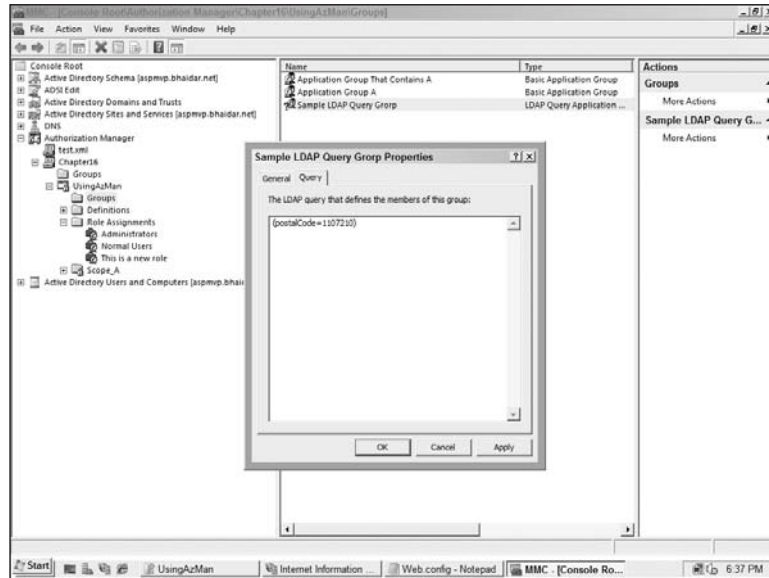 MMC - [Console Root\Authorization Manager\Chapter16\UsingAzMan\Groups]
File Action View Favorites Window Help
Console Root
Active Directory Schema [aspmvp.bhaidar.net]
ADSI Edit
Active Directory Domains and Trusts
Active Directory Sites and Services [aspmvp.bhaidar.net]
DNS
Authorization Manager
test.xml
Chapter16
Groups
UsingAzMan
Groups
Definitions
Role Assignments
Administrators
Normal Users
This is a new role
Scope_A
Active Directory Users and Computers [aspmvp.bhai
Name Type
Application Group That Contains A Basic Application Group
Application Group A Basic Application Group
Sample LDAP Query Grorp LDAP Query Application ...
Actions
Groups
More Actions
Sample LDAP Query G...
More Actions
Sample LDAP Query Grorp Properties
General Query
The LDAP query that defines the members of this group:
(postalCode=1107210)
OK Cancel Apply
Start UsingAzMan Internet Information ... Web.config - Notepad MMC - [Console Ro... 6:37 PM